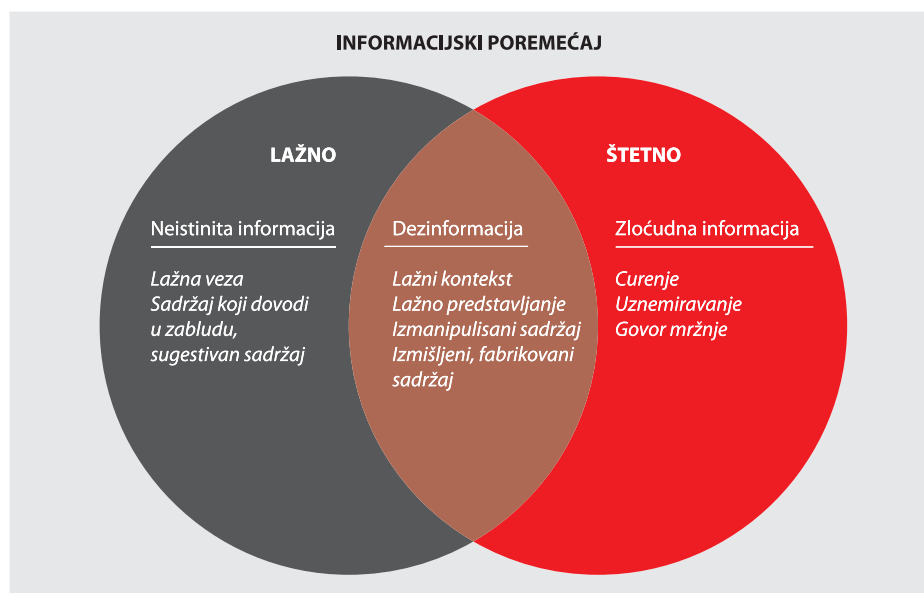 INFORMACIJSKI POREMEĆAJ
LAŽNO
Neistinita informacija
Lažna veza
Sadržaj koji dovodi
u zabludu,
sugestivan sadržaj
Dezinformacija
Lažni kontekst
Lažno predstavljanje
Izmanipulisani sadržaj
Izmišljeni, fabrikovani
sadržaj
ŠTETNO
Zloćudna informacija
Curenje
Uznemiravanje
Govor mržnje